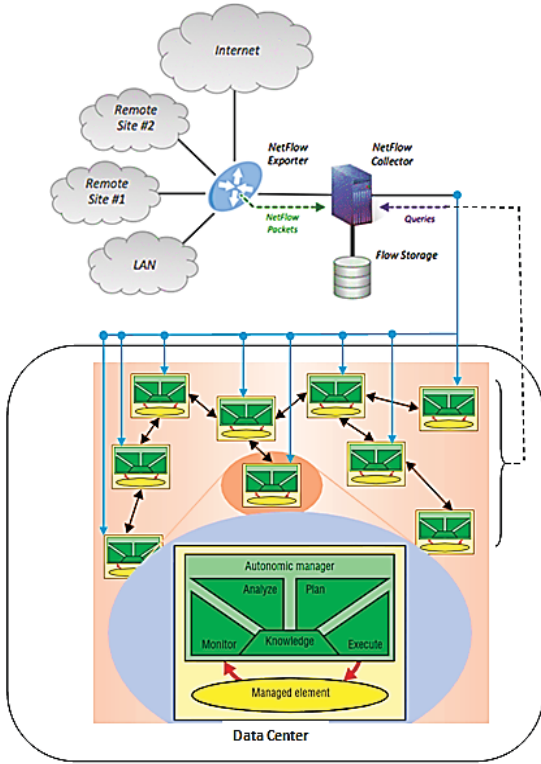 Internet
Remote
Site #2
NetFlow
Exporter
NetFlow
Collector
Remote
Site #1
NetFlow
Packets
Queries
LAN
Flow Storage
Autonomic manager
Analyze
Plan
Monitor
Knowledge
Execute
Managed element
Data Center